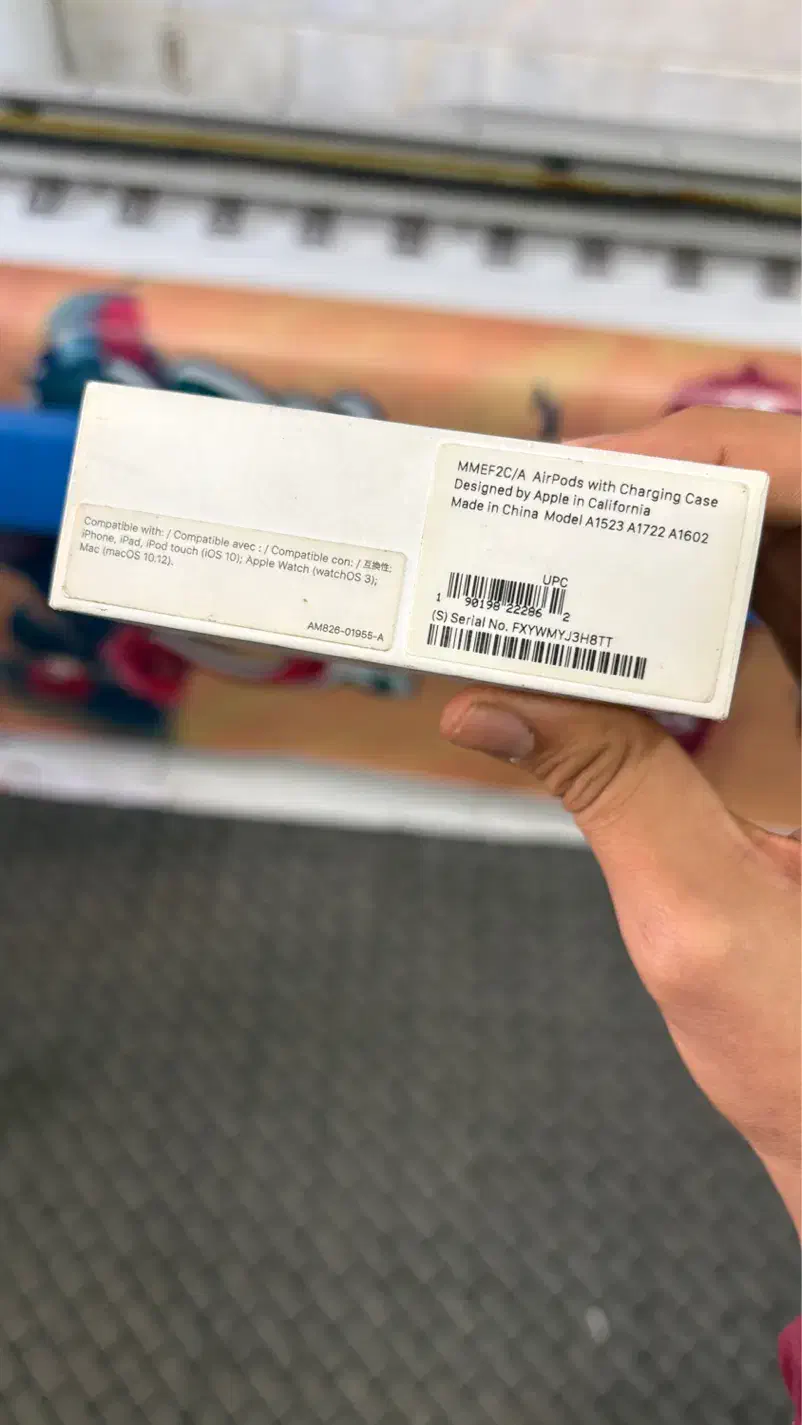 Compatible with: / Compatible avec : / Compatible con: / 互換性:
iPhone, iPad, iPod touch (iOS 10); Apple Watch (watchOS 3);
Mac (macOS 10.12).
AM826-01955-A
MMEF2C/A AirPods with Charging Case
Designed by Apple in California
Made in China Model A1523 A1722 A1602
UPC
1 90198 22286 2
(S) Serial No. FXYWMYJ3H8TT